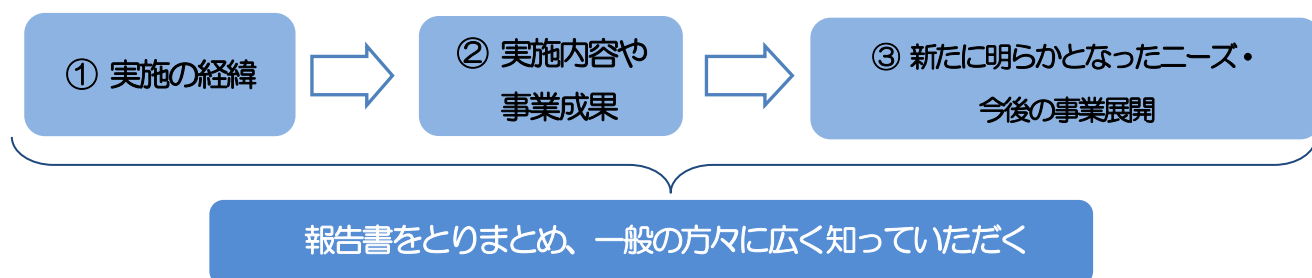 ① 実施の経緯
② 実施内容や
事業成果
③ 新たに明らかとなったニーズ・
今後の事業展開
報告書をとりまとめ、一般の方々に広く知っていただく